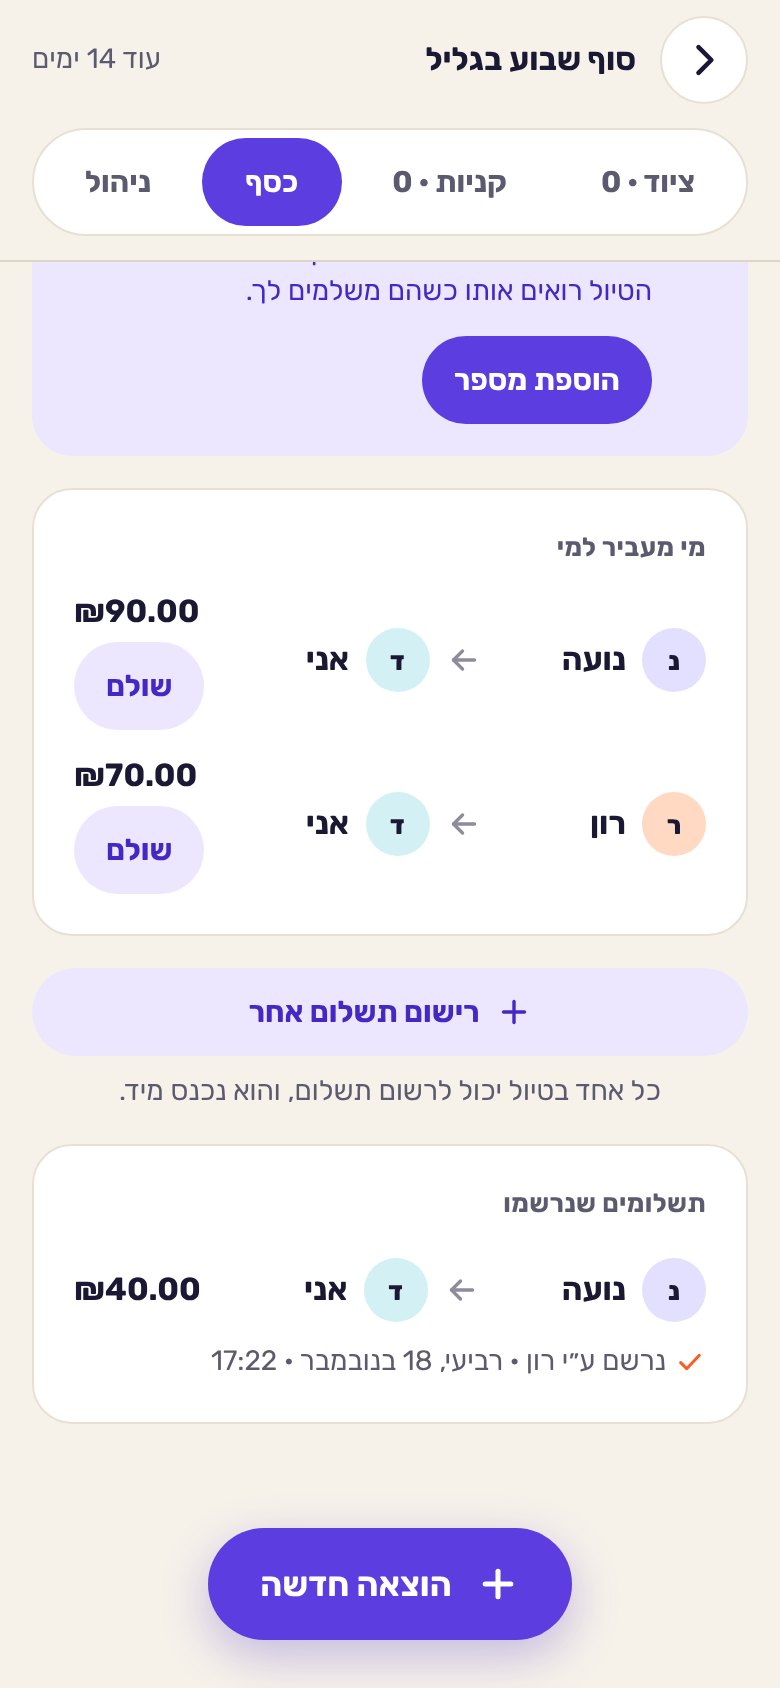 סוף שבוע בגליל
עוד 14 ימים
ציוד • 0
קניות • 0
כסף
ניהול
הטיול רואים אותו כשהם משלמים לך.
הוספת מספר
מי מעביר למי
נ נועה ← ד אני ₪90.00
שולם
ר רון ← ד אני ₪70.00
שולם
+ רישום תשלום אחר
כל אחד בטיול יכול לרשום תשלום, והוא נכנס מיד.
תשלומים שנרשמו
נ נועה ← ד אני ₪40.00
נרשם ע״י רון • רביעי, 18 בנובמבר • 17:22
+ הוצאה חדשה